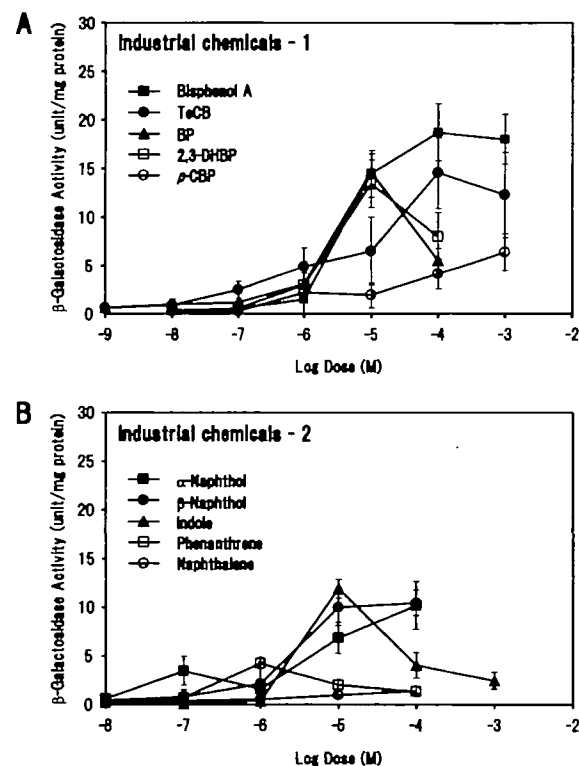 A
Industrial chemicals - 1
Bisphenol A
TeCB
BP
2,3-DHBP
p-CBP
β-Galactosidase Activity (unit/mg protein)
30
25
20
15
10
5
0
-9 -8 -7 -6 -5 -4 -3 -2
Log Dose (M)
B
Industrial chemicals - 2
α-Naphthol
β-Naphthol
Indole
Phenanthrene
Naphthalene
β-Galactosidase Activity (unit/mg protein)
30
25
20
15
10
5
0
-8 -7 -6 -5 -4 -3 -2
Log Dose (M)